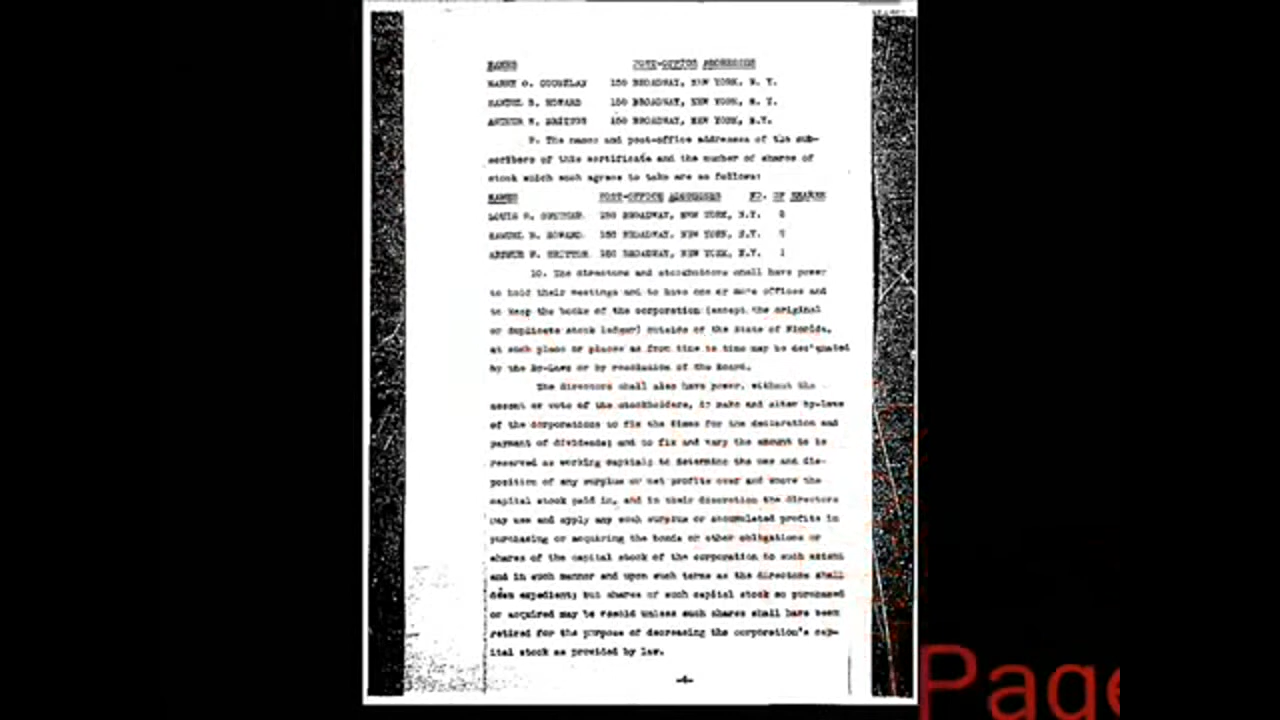 NAMES POST-OFFICE ADDRESSES
HARRY O. 150 BROADWAY, NEW YORK, N. Y.
SAMUEL B. HOWARD 150 BROADWAY, NEW YORK, N. Y.
ARTHUR W. BRITTON 150 BROADWAY, NEW YORK, N.Y.
9. The names and post-office addresses of the sub-
scribers of this certificate and the number of shares of
stock which each agrees to take are as follows:
NAMES POST-OFFICE ADDRESSES NO. OF SHARES
LOUIS H. 150 BROADWAY, NEW YORK, N.Y.
SAMUEL B. HOWARD 150 BROADWAY, NEW YORK, N.Y.
ARTHUR W. BRITTON 150 BROADWAY, NEW YORK, N.Y. 1
10. The directors and stockholders shall have power
to hold their meetings and to have one or more offices and
to keep the books of the corporation (except the original
or duplicate stock ledger) outside of the State of Florida,
at such place or places as from time to time may be designated
by the By-Laws or by resolution of the Board.
The directors shall also have power, without the
assent or vote of the stockholders, to make and alter by-laws
of the corporation; to fix the times for the declaration and
payment of dividends; and to fix and vary the amount to be
reserved as working capital; to determine the use and dis-
position of any surplus or net profits over and above the
capital stock paid in, and in their discretion the directors
may use and apply any such surplus or accumulated profits in
purchasing or acquiring the bonds or other obligations or
shares of the capital stock of the corporation to such extent
and in such manner and upon such terms as the directors shall
deem expedient; but shares of such capital stock so purchased
or acquired may be resold unless such shares shall have been
retired for the purpose of decreasing the corporation's cap-
ital stock as provided by law.
-4-
Page